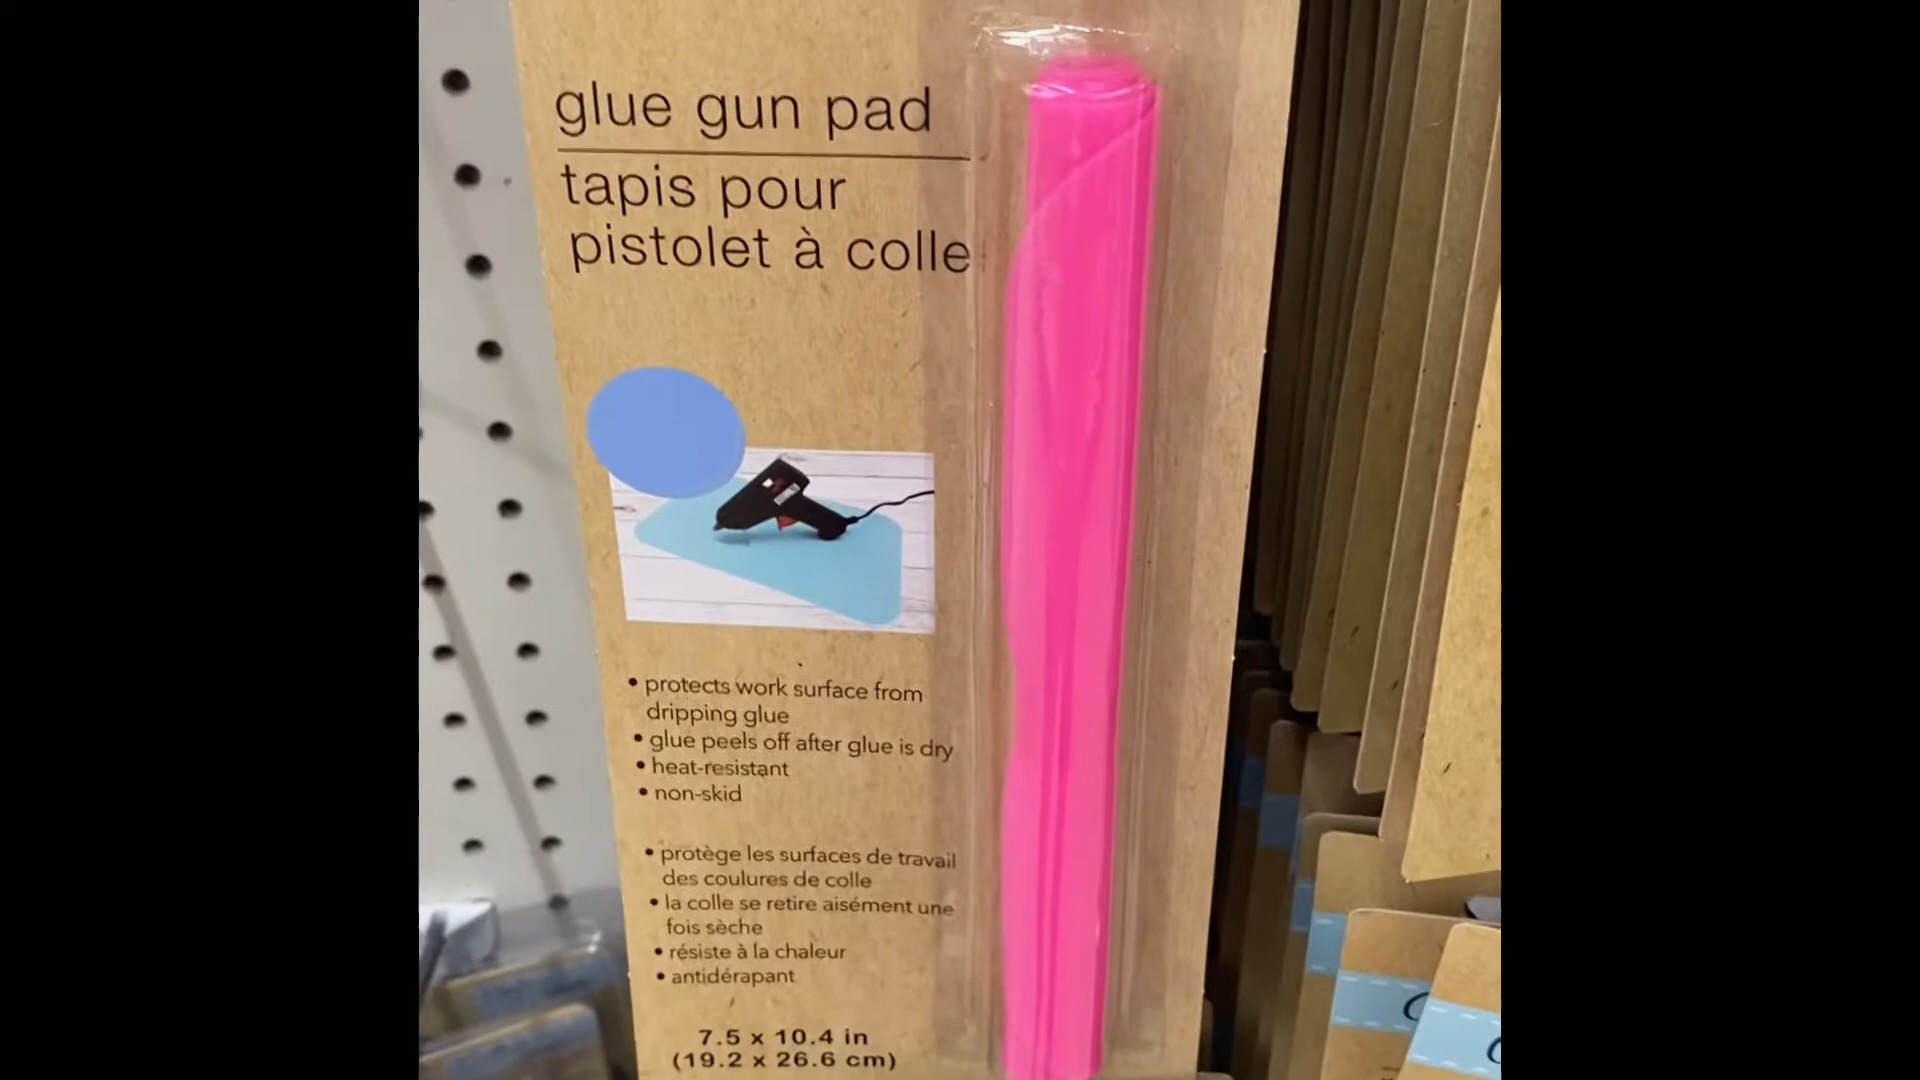 glue gun pad
tapis pour
pistolet à colle
• protects work surface from
dripping glue
• glue peels off after glue is dry
• heat-resistant
• non-skid
• protège les surfaces de travail
des coulures de colle
• la colle se retire aisément une
fois sèche
• résiste à la chaleur
• antidérapant
7.5 x 10.4 in
(19.2 x 26.6 cm)